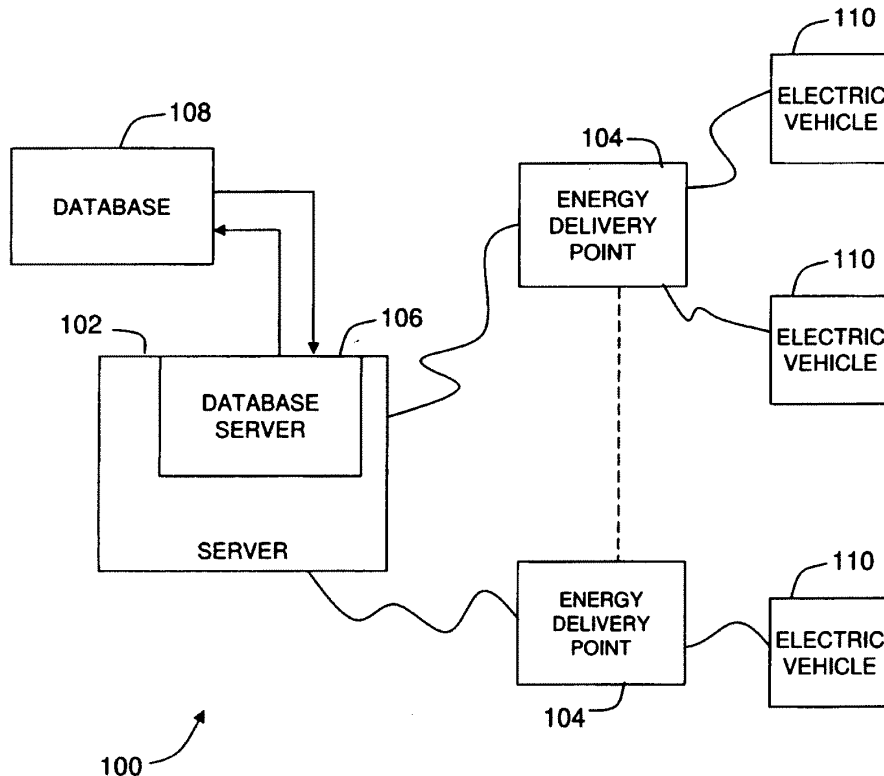 110
ELECTRIC
VEHICLE
108
104
DATABASE
ENERGY
DELIVERY
POINT
110
ELECTRIC
VEHICLE
102
106
DATABASE
SERVER
SERVER
110
ENERGY
DELIVERY
POINT
ELECTRIC
VEHICLE
104
100